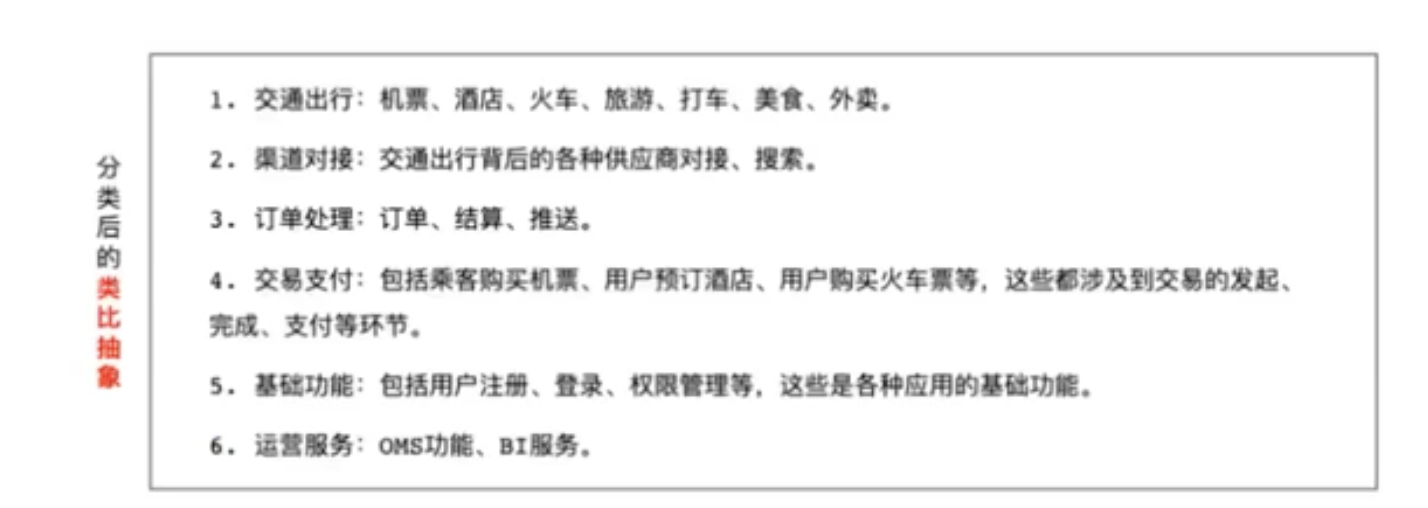 分类后的类比抽象
1. 交通出行：机票、酒店、火车、旅游、打车、美食、外卖。
2. 渠道对接：交通出行背后的各种供应商对接、搜索。
3. 订单处理：订单、结算、推送。
4. 交易支付：包括乘客购买机票、用户预订酒店、用户购买火车票等，这些都涉及到交易的发起、
完成、支付等环节。
5. 基础功能：包括用户注册、登录、权限管理等，这些是各种应用的基础功能。
6. 运营服务：OMS功能、BI服务。